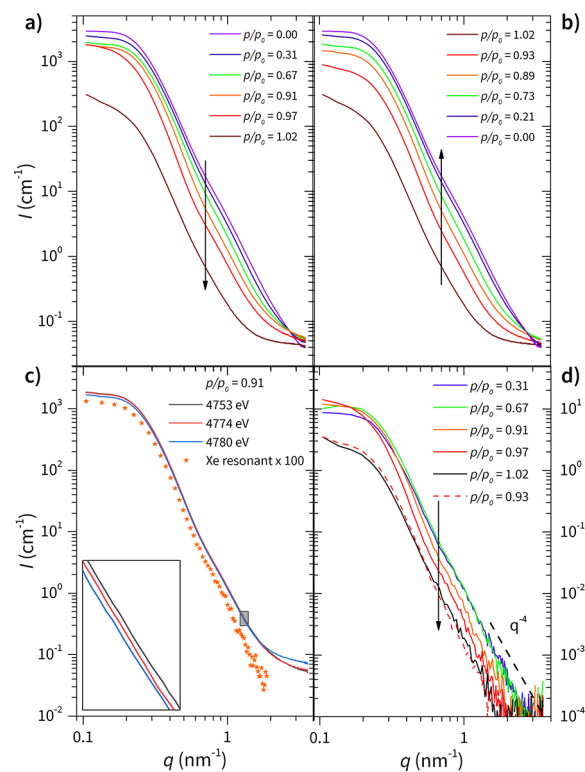 a)
p/p0 = 0.00
p/p0 = 0.31
p/p0 = 0.67
p/p0 = 0.91
p/p0 = 0.97
p/p0 = 1.02
10^3
10^2
10^1
10^0
10^-1
I (cm^-1)
b)
p/p0 = 1.02
p/p0 = 0.93
p/p0 = 0.89
p/p0 = 0.73
p/p0 = 0.21
p/p0 = 0.00
c)
p/p0 = 0.91
4753 eV
4774 eV
4780 eV
Xe resonant x 100
10^3
10^2
10^1
10^0
10^-1
10^-2
I (cm^-1)
0.1
1
q (nm^-1)
d)
p/p0 = 0.31
p/p0 = 0.67
p/p0 = 0.91
p/p0 = 0.97
p/p0 = 1.02
p/p0 = 0.93
q^-4
10^1
10^0
10^-1
10^-2
10^-3
10^-4
0.1
1
q (nm^-1)